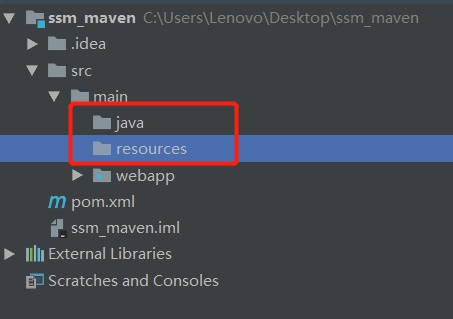 ssm_maven C:\Users\Lenovo\Desktop\ssm_maven
.idea
src
main
java
resources
webapp
pom.xml
ssm_maven.iml
External Libraries
Scratches and Consoles